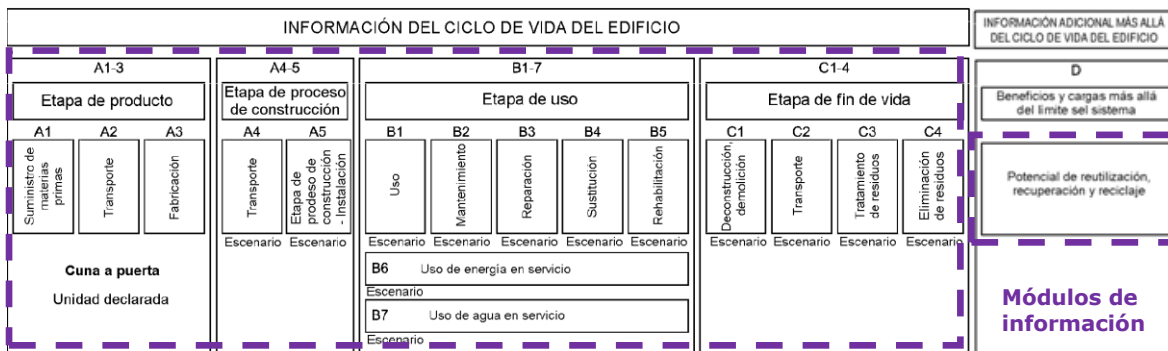 INFORMACIÓN DEL CICLO DE VIDA DEL EDIFICIO
INFORMACIÓN ADICIONAL MÁS ALLÁ
DEL CICLO DE VIDA DEL EDIFICIO
A1-3
Etapa de producto
A1
Suministro de
materias
primas
A2
Transporte
A3
Fabricación
Cuna a puerta
Unidad declarada
A4-5
Etapa de proceso
de construcción
A4
Transporte
A5
Etapa de
prodeso de
construcción
- Instalación
Escenario
Escenario
B1-7
Etapa de uso
B1
Uso
B2
Mantenimiento
B3
Reparación
B4
Sustitución
B5
Rehabilitación
Escenario
Escenario
Escenario
Escenario
Escenario
B6 Uso de energía en servicio
Escenario
B7 Uso de agua en servicio
Escenario
C1-4
Etapa de fin de vida
C1
Deconstrucción,
demolición
C2
Transporte
C3
Tratamiento
de residuos
C4
Eliminación
de residuos
Escenario
Escenario
Escenario
Escenario
D
Beneficios y cargas más allá
del límite sel sistema
Potencial de reutilización,
recuperación y reciclaje
Módulos de
información